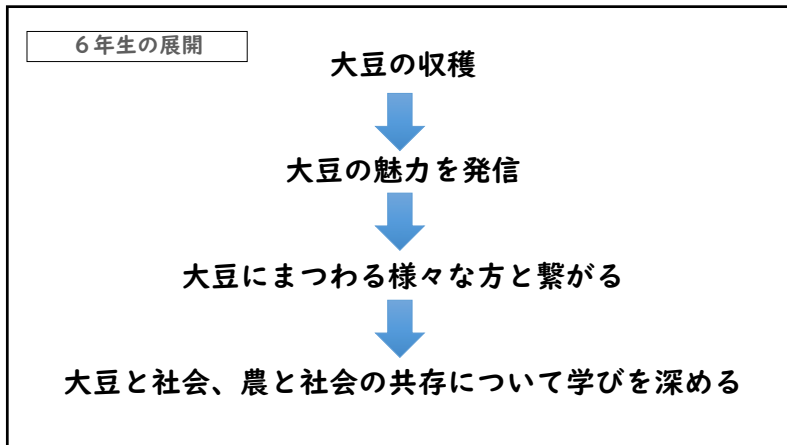 ６年生の展開
大豆の収穫
大豆の魅力を発信
大豆にまつわる様々な方と繋がる
大豆と社会、農と社会の共存について学びを深める